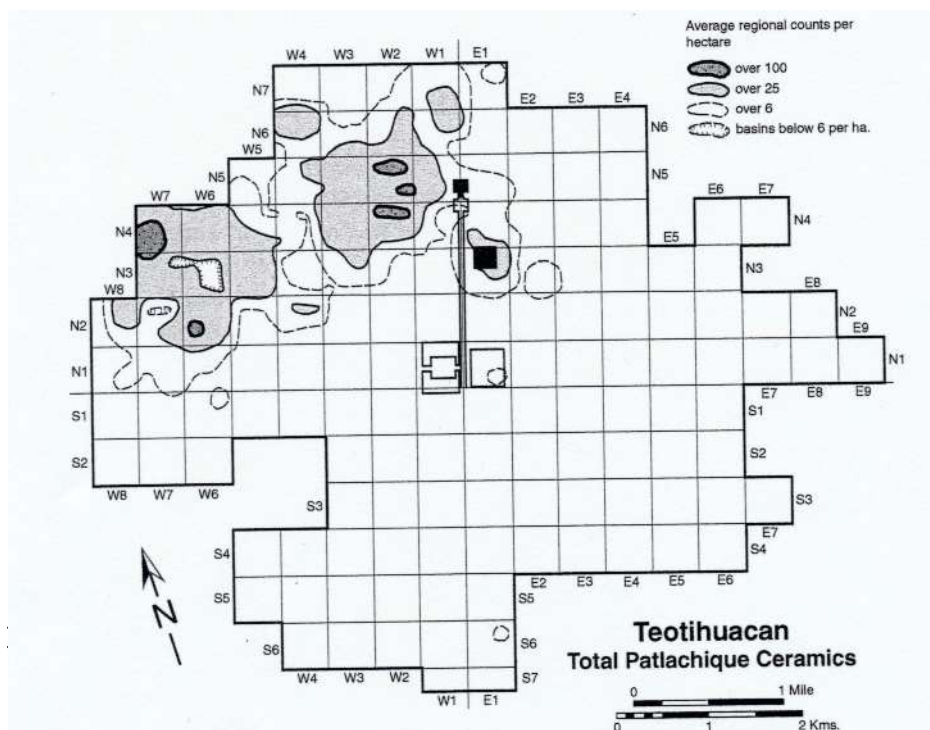 Average regional counts per
hectare
over 100
over 25
over 6
basins below 6 per ha.
W4 W3 W2 W1 E1
N7
E2 E3 E4
N6 N6
W5
N5 N5
W7 W6
E6 E7
N4 N4
E5
N3 N3
W8
E8
N2 N2
E9
N1 N1
E7 E8 E9
S1 S1
S2 S2
W8 W7 W6
S3 S3
E7
S4 S4
E2 E3 E4 E5 E6
S5 S5
S6 S6
W4 W3 W2
S7
W1 E1
N
Teotihuacan
Total Patlachique Ceramics
0 1 Mile
0 1 2 Kms.